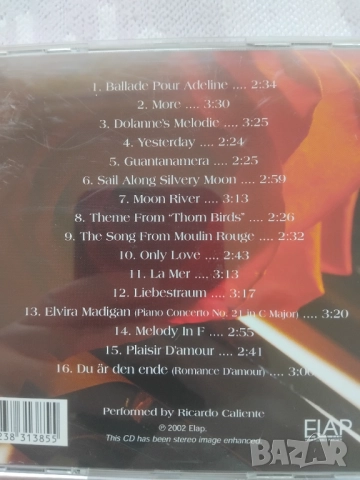 1. Ballade Pour Adeline .... 2:34
2. More .... 3:30
3. Dolanne's Melodie .... 3:25
4. Yesterday .... 2:24
5. Guantanamera .... 2:25
6. Sail Along Silvery Moon .... 2:59
7. Moon River .... 3:13
8. Theme From "Thorn Birds" .... 2:26
9. The Song From Moulin Rouge .... 2:32
10. Only Love .... 2:43
11. La Mer .... 3:13
12. Liebestraum .... 3:17
13. Elvira Madigan (Piano Concerto No. 21 in C Major) .... 3:20
14. Melody In F .... 2:55
15. Plaisir D'amour .... 2:41
16. Du är den ende (Romance D'amour) .... 3:06
Performed by Ricardo Caliente
℗ 2002 Elap.
This CD has been stereo image enhanced.
238 313855
ELAP
bazar